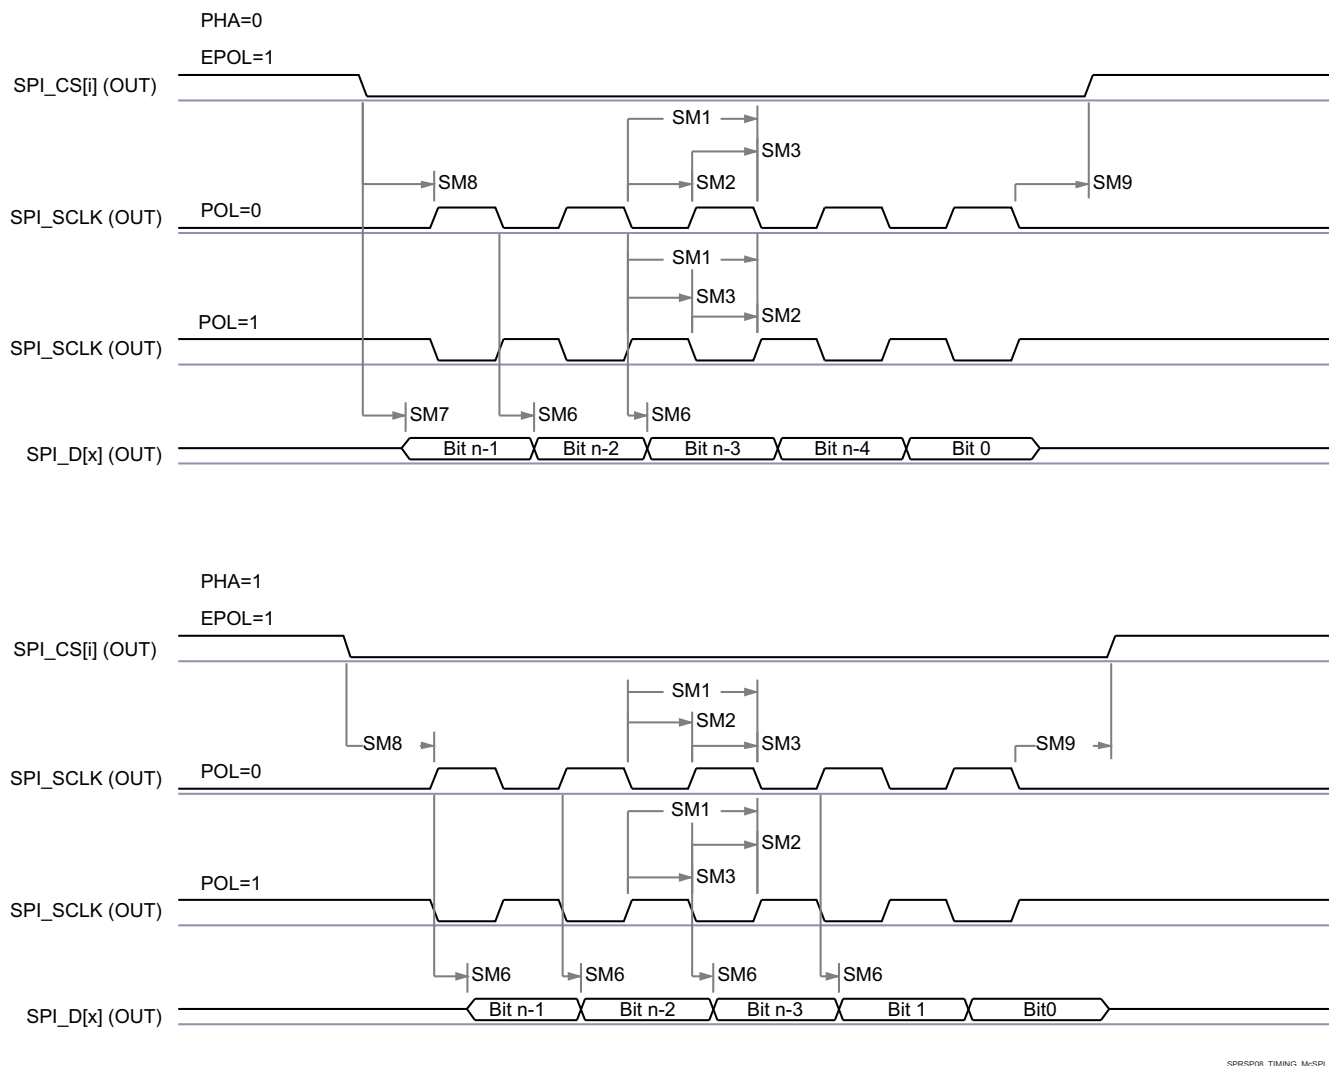 PHA=0
EPOL=1
SPI_CS[i] (OUT)
SM1
SM3
SM8 SM2 SM9
SPI_SCLK (OUT) POL=0
SM1
SM3
SM2
POL=1
SPI_SCLK (OUT)
SM7 SM6 SM6
SPI_D[x] (OUT) Bit n-1 Bit n-2 Bit n-3 Bit n-4 Bit 0
PHA=1
EPOL=1
SPI_CS[i] (OUT)
SM1
SM2
SM8 SM3 SM9
SPI_SCLK (OUT) POL=0
SM1
SM2
SM3
POL=1
SPI_SCLK (OUT)
SM6 SM6 SM6 SM6
SPI_D[x] (OUT) Bit n-1 Bit n-2 Bit n-3 Bit 1 Bit0
SPRSP08_TIMING_McSPI